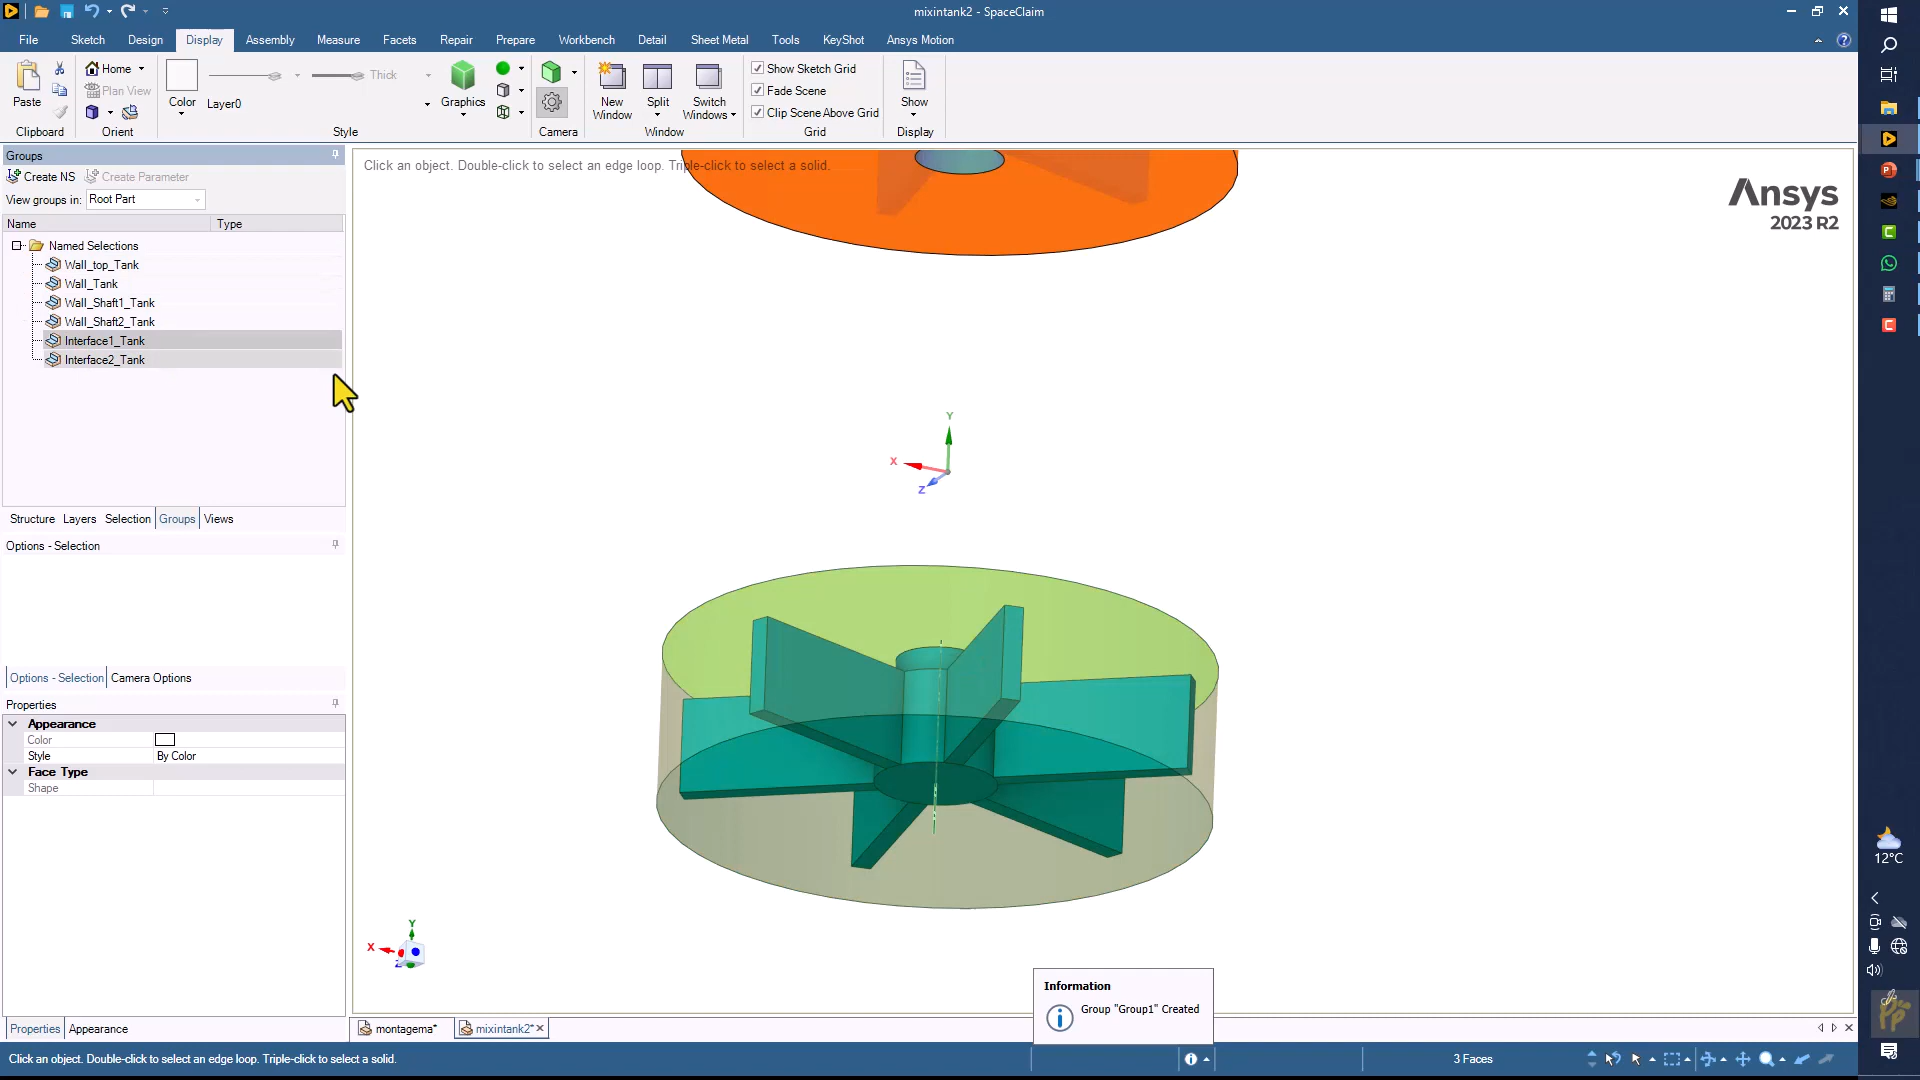 mixintank2 - SpaceClaim
File Sketch Design Display Assembly Measure Facets Repair Prepare Workbench Detail Sheet Metal Tools KeyShot Ansys Motion
Paste
Clipboard
Home
Plan View
Orient
Color
Layer0
Thick
Style
Graphics
Camera
New Window
Split
Switch Windows
Window
Show Sketch Grid
Fade Scene
Clip Scene Above Grid
Grid
Show
Display
Groups
Create NS Create Parameter
View groups in: Root Part
Name Type
Named Selections
Wall_top_Tank
Wall_Tank
Wall_Shaft1_Tank
Wall_Shaft2_Tank
Interface1_Tank
Interface2_Tank
Structure Layers Selection Groups Views
Options - Selection
Options - Selection Camera Options
Properties
Appearance
Color
Style By Color
Face Type
Shape
Properties Appearance
Click an object. Double-click to select an edge loop. Triple-click to select a solid.
Ansys
2023 R2
Y
X
Z
Y
X
Z
Information
Group "Group1" Created
montagema* mixintank2*
Click an object. Double-click to select an edge loop. Triple-click to select a solid.
3 Faces
12°C